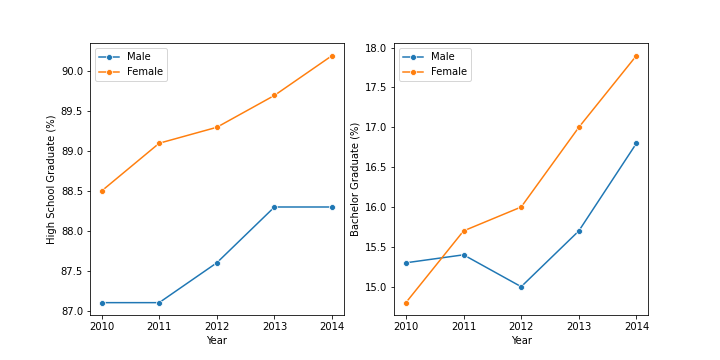 Male
Female
90.0
89.5
89.0
88.5
88.0
87.5
87.0
High School Graduate (%)
2010 2011 2012 2013 2014
Year
Male
Female
18.0
17.5
17.0
16.5
16.0
15.5
15.0
Bachelor Graduate (%)
2010 2011 2012 2013 2014
Year